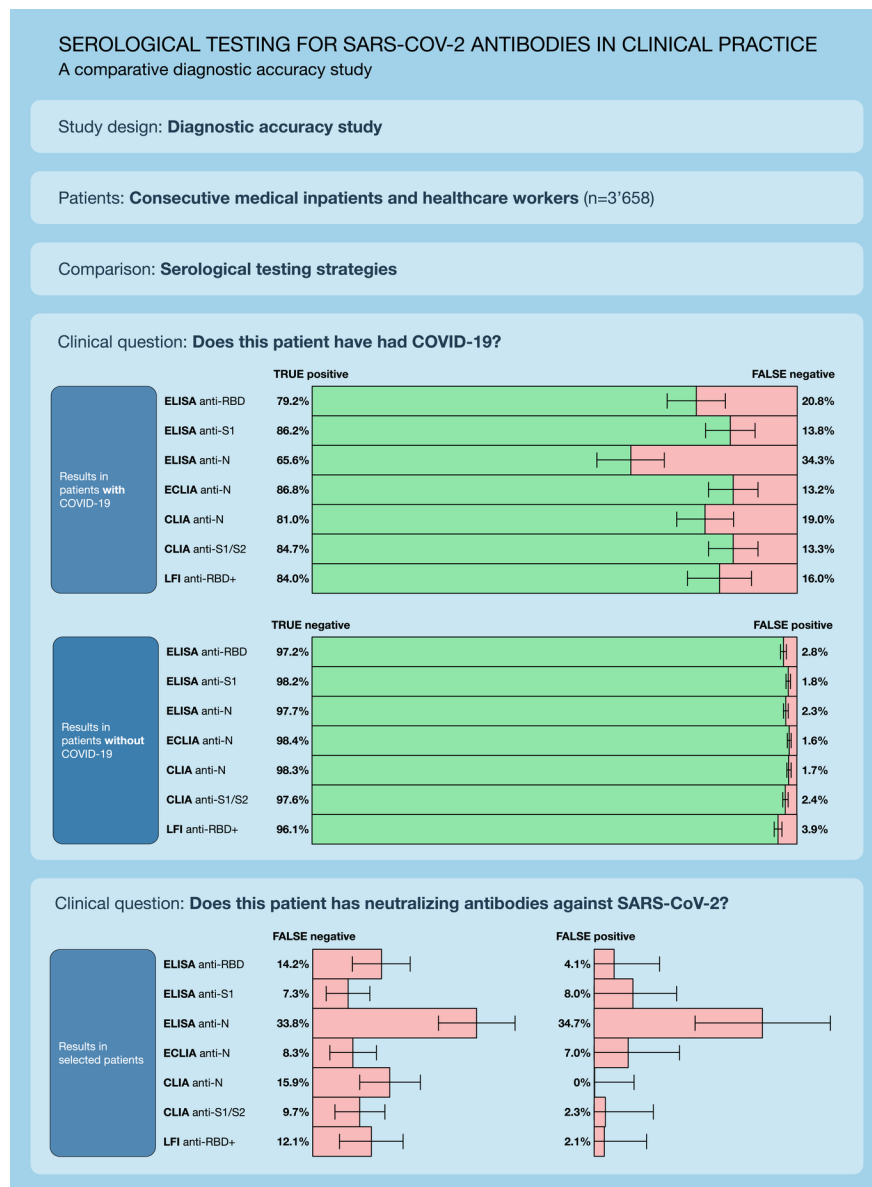 SEROLOGICAL TESTING FOR SARS-COV-2 ANTIBODIES IN CLINICAL PRACTICE
A comparative diagnostic accuracy study
Study design: Diagnostic accuracy study
Patients: Consecutive medical inpatients and healthcare workers (n=3’658)
Comparison: Serological testing strategies
Clinical question: Does this patient have had COVID-19?
TRUE positive FALSE negative
Results in
patients with
COVID-19
ELISA anti-RBD 79.2% 20.8%
ELISA anti-S1 86.2% 13.8%
ELISA anti-N 65.6% 34.3%
ECLIA anti-N 86.8% 13.2%
CLIA anti-N 81.0% 19.0%
CLIA anti-S1/S2 84.7% 13.3%
LFI anti-RBD+ 84.0% 16.0%
TRUE negative FALSE positive
Results in
patients without
COVID-19
ELISA anti-RBD 97.2% 2.8%
ELISA anti-S1 98.2% 1.8%
ELISA anti-N 97.7% 2.3%
ECLIA anti-N 98.4% 1.6%
CLIA anti-N 98.3% 1.7%
CLIA anti-S1/S2 97.6% 2.4%
LFI anti-RBD+ 96.1% 3.9%
Clinical question: Does this patient has neutralizing antibodies against SARS-CoV-2?
FALSE negative FALSE positive
Results in
selected patients
ELISA anti-RBD 14.2% 4.1%
ELISA anti-S1 7.3% 8.0%
ELISA anti-N 33.8% 34.7%
ECLIA anti-N 8.3% 7.0%
CLIA anti-N 15.9% 0%
CLIA anti-S1/S2 9.7% 2.3%
LFI anti-RBD+ 12.1% 2.1%